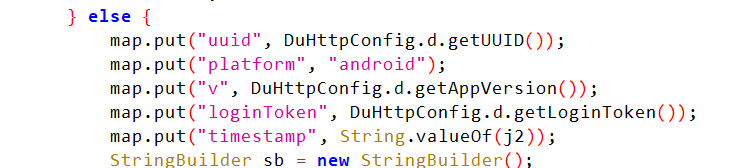 } else {
map.put("uuid", DuHttpConfig.d.getUUID());
map.put("platform", "android");
map.put("v", DuHttpConfig.d.getAppVersion());
map.put("loginToken", DuHttpConfig.d.getLoginToken());
map.put("timestamp", String.valueOf(j2));
StringBuilder sb = new StringBuilder();